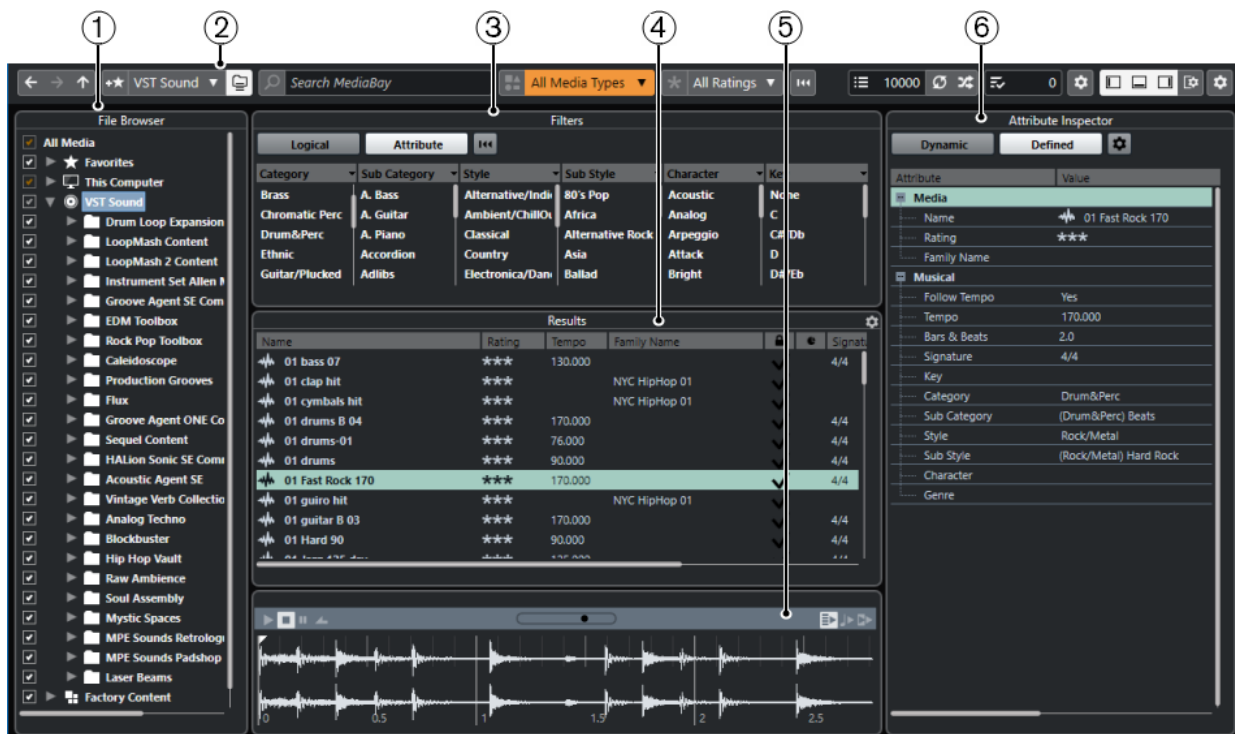 1 2 3 4 5 6
VST Sound Search MediaBay All Media Types All Ratings 10000 0
File Browser
All Media
Favorites
This Computer
VST Sound
Drum Loop Expansion
LoopMash Content
LoopMash 2 Content
Instrument Set Allen M
Groove Agent SE Com
EDM Toolbox
Rock Pop Toolbox
Caleidoscope
Production Grooves
Flux
Groove Agent ONE Co
Sequel Content
HALion Sonic SE Comm
Acoustic Agent SE
Vintage Verb Collectio
Analog Techno
Blockbuster
Hip Hop Vault
Raw Ambience
Soul Assembly
Mystic Spaces
MPE Sounds Retrologu
MPE Sounds Padshop
Laser Beams
Factory Content
Filters
Logical Attribute
Category Sub Category Style Sub Style Character Ke
Brass A. Bass Alternative/Indi 80's Pop Acoustic None
Chromatic Perc A. Guitar Ambient/ChillOu Africa Analog C
Drum&Perc A. Piano Classical Alternative Rock Arpeggio C#/Db
Ethnic Accordion Country Asia Attack D
Guitar/Plucked Adlibs Electronica/Dan Ballad Bright D#/Eb
Results
Name Rating Tempo Family Name Signatu
01 bass 07 *** 130.000 4/4
01 clap hit *** NYC HipHop 01
01 cymbals hit *** NYC HipHop 01
01 drums B 04 *** 170.000 4/4
01 drums-01 *** 76.000 4/4
01 drums *** 90.000 4/4
01 Fast Rock 170 *** 170.000 4/4
01 guiro hit *** NYC HipHop 01
01 guitar B 03 *** 170.000 4/4
01 Hard 90 *** 90.000 4/4
0 0.5 1 1.5 2 2.5
Attribute Inspector
Dynamic Defined
Attribute Value
Media
Name 01 Fast Rock 170
Rating ***
Family Name
Musical
Follow Tempo Yes
Tempo 170.000
Bars & Beats 2.0
Signature 4/4
Key
Category Drum&Perc
Sub Category (Drum&Perc) Beats
Style Rock/Metal
Sub Style (Rock/Metal) Hard Rock
Character
Genre